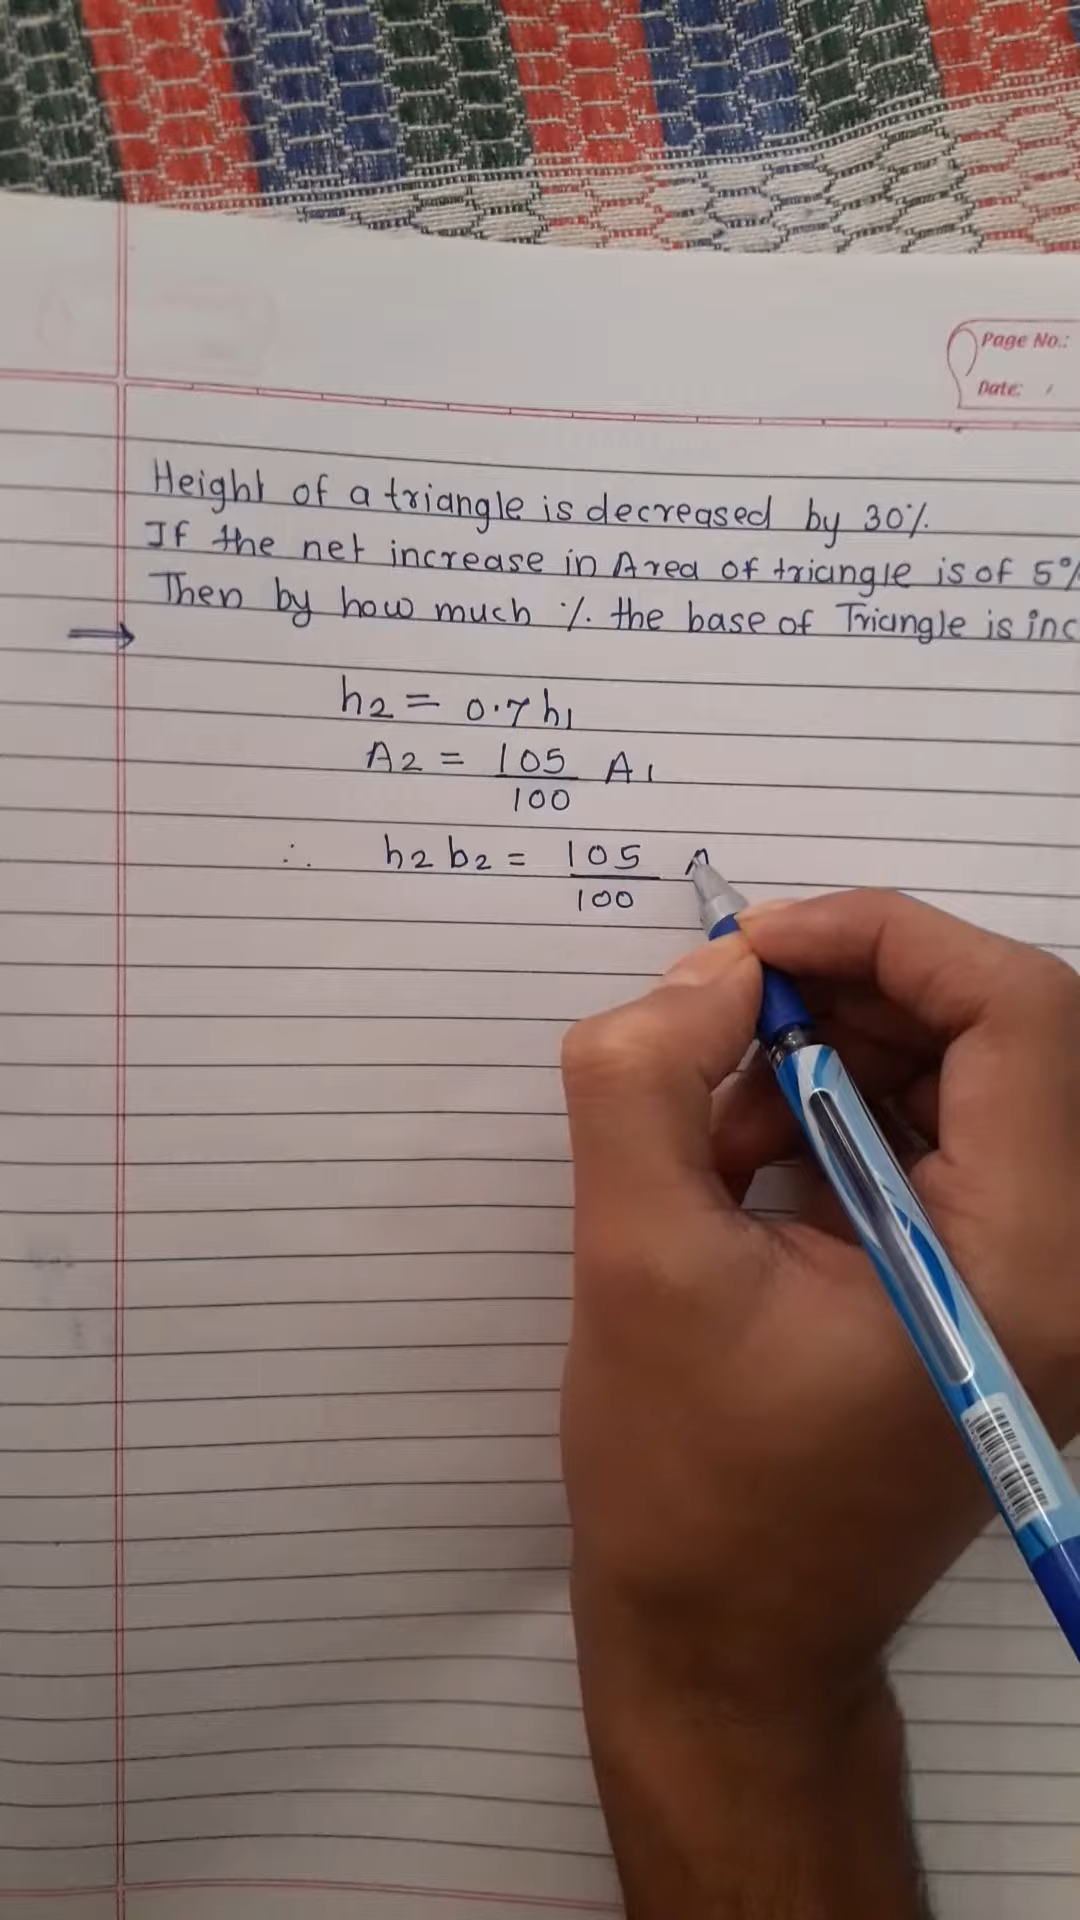 Page No.:
Date:
Height of a triangle is decreased by 30%.
If the net increase in Area of triangle is of 5%
Then by how much %. the base of Triangle is inc
h2 = 0.7h1
A2 = 105/100 A1
∴ h2 b2 = 105/100 A